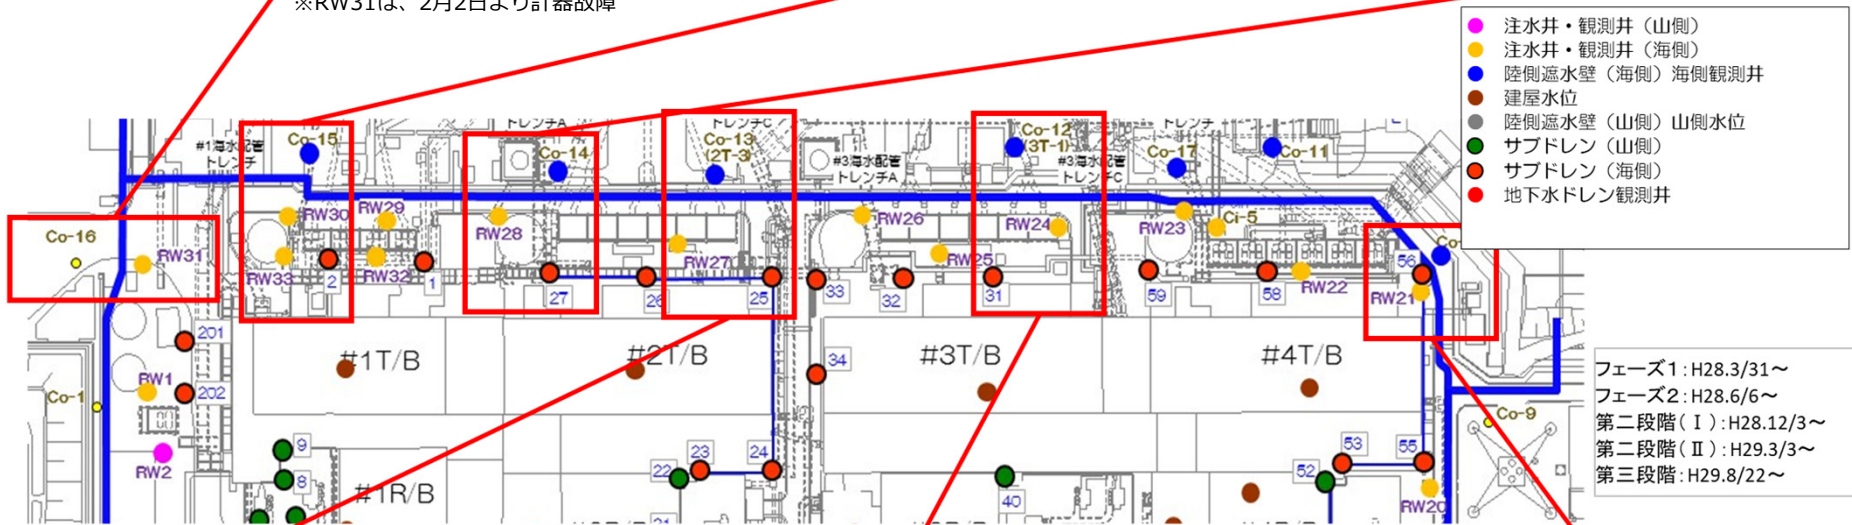 ※RW31は、2月2日より計器故障
注水井・観測井（山側）
注水井・観測井（海側）
陸側遮水壁（海側）海側観測井
建屋水位
陸側遮水壁（山側）山側水位
サブドレン（山側）
サブドレン（海側）
地下水ドレン観測井
#1海水配管
トレンチ
Co-15
トレンチA
Co-14
トレンチC
Co-13
(2T-3)
#3海水配管
トレンチA
Co-12
(3T-1)
#3海水配管
トレンチC
トレンチ
Co-17
Co-11
Co-16
RW31
RW30
RW29
RW28
RW33
RW32
RW27
RW26
RW25
RW24
RW23
Ci-5
RW22
RW21
56
2
1
27
26
25
33
32
31
59
58
201
202
RW1
Co-1
RW2
#1T/B
#2T/B
#3T/B
#4T/B
34
9
8
#1R/B
22
23
24
40
52
53
55
RW20
Co-9
フェーズ1：H28.3/31～
フェーズ2：H28.6/6～
第二段階(Ⅰ)：H28.12/3～
第二段階(Ⅱ)：H29.3/3～
第三段階：H29.8/22～